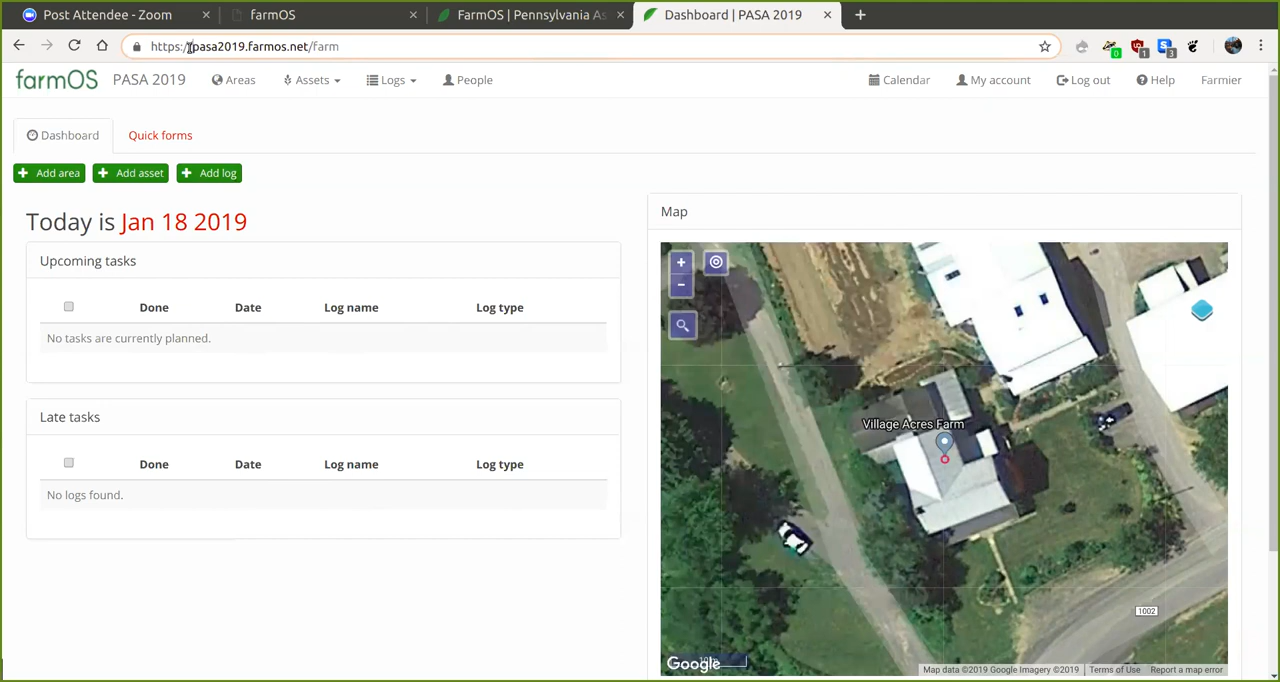 Post Attendee - Zoom
farmOS
FarmOS | Pennsylvania As
Dashboard | PASA 2019
https://pasa2019.farmos.net/farm
0
1
3
farmOS
PASA 2019
Areas
Assets
Logs
People
Calendar
My account
Log out
Help
Farmier
Dashboard
Quick forms
Add area
Add asset
Add log
Today is Jan 18 2019
Upcoming tasks
Done Date Log name Log type
No tasks are currently planned.
Late tasks
Done Date Log name Log type
No logs found.
Map
Village Acres Farm
1002
Google
Map data ©2019 Google Imagery ©2019
Terms of Use
Report a map error